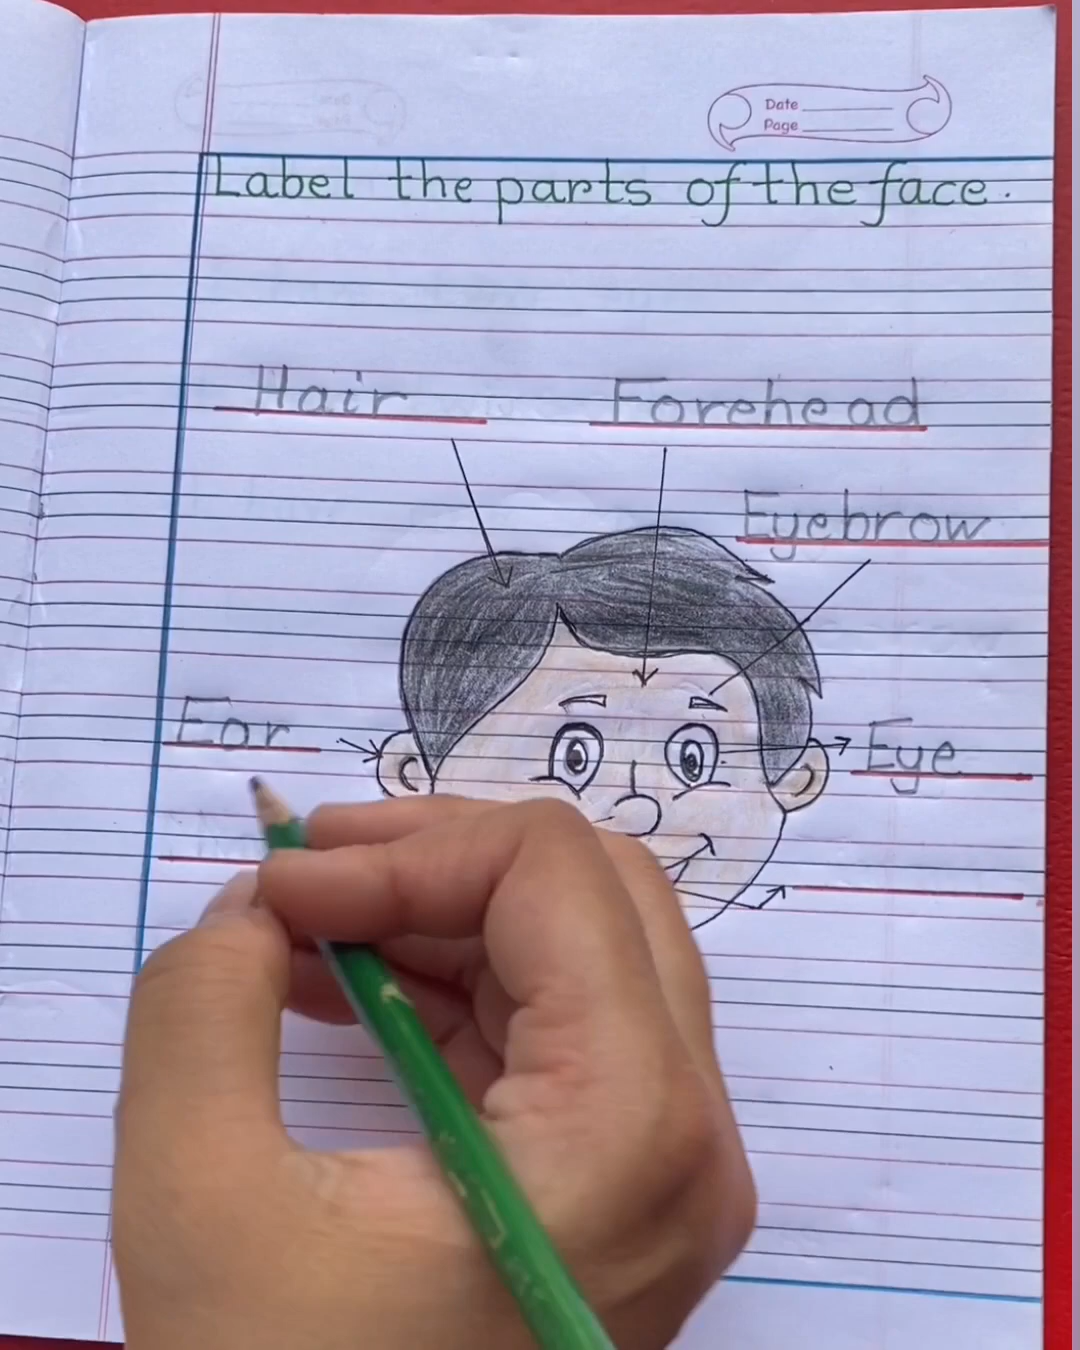 Date
Page
Label the parts of the face.
Hair Forehead
Eyebrow
Ear Eye